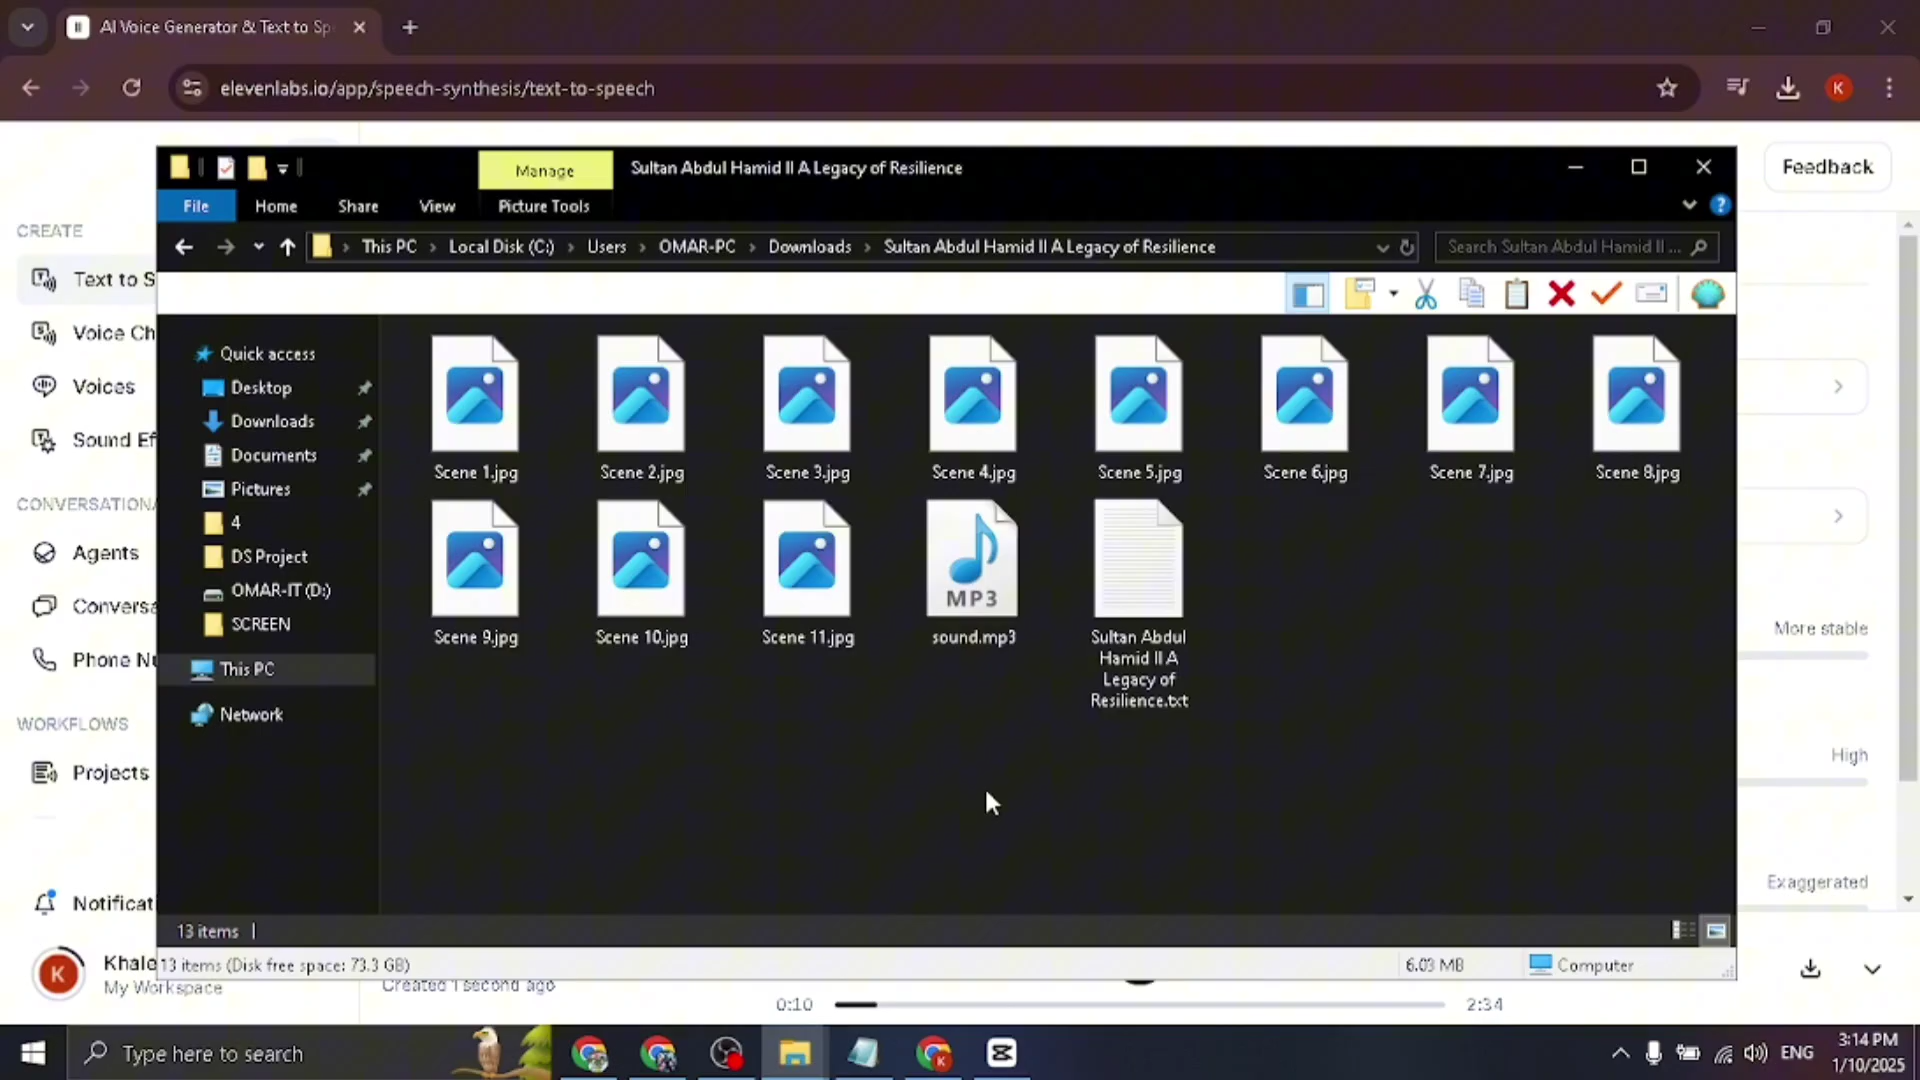 AI Voice Generator & Text to Sp
elevenlabs.io/app/speech-synthesis/text-to-speech
K
Feedback
Manage
Sultan Abdul Hamid II A Legacy of Resilience
File
Home
Share
View
Picture Tools
This PC
Local Disk (C:)
Users
OMAR-PC
Downloads
Sultan Abdul Hamid II A Legacy of Resilience
Search Sultan Abdul Hamid II ...
CREATE
Text to S
Voice Ch
Voices
Sound Ef
CONVERSATIONA
Agents
Conversa
Phone Nu
WORKFLOWS
Projects
Notificat
K
Khale
My Workspace
Quick access
Desktop
Downloads
Documents
Pictures
4
DS Project
OMAR-IT (D:)
SCREEN
This PC
Network
Scene 1.jpg
Scene 2.jpg
Scene 3.jpg
Scene 4.jpg
Scene 5.jpg
Scene 6.jpg
Scene 7.jpg
Scene 8.jpg
MP3
Scene 9.jpg
Scene 10.jpg
Scene 11.jpg
sound.mp3
Sultan Abdul
Hamid II A
Legacy of
Resilience.txt
More stable
High
Exaggerated
13 items
13 items (Disk free space: 73.3 GB)
6.03 MB
Computer
Created 1 second ago
0:10
2:34
Type here to search
ENG
3:14 PM
1/10/2025